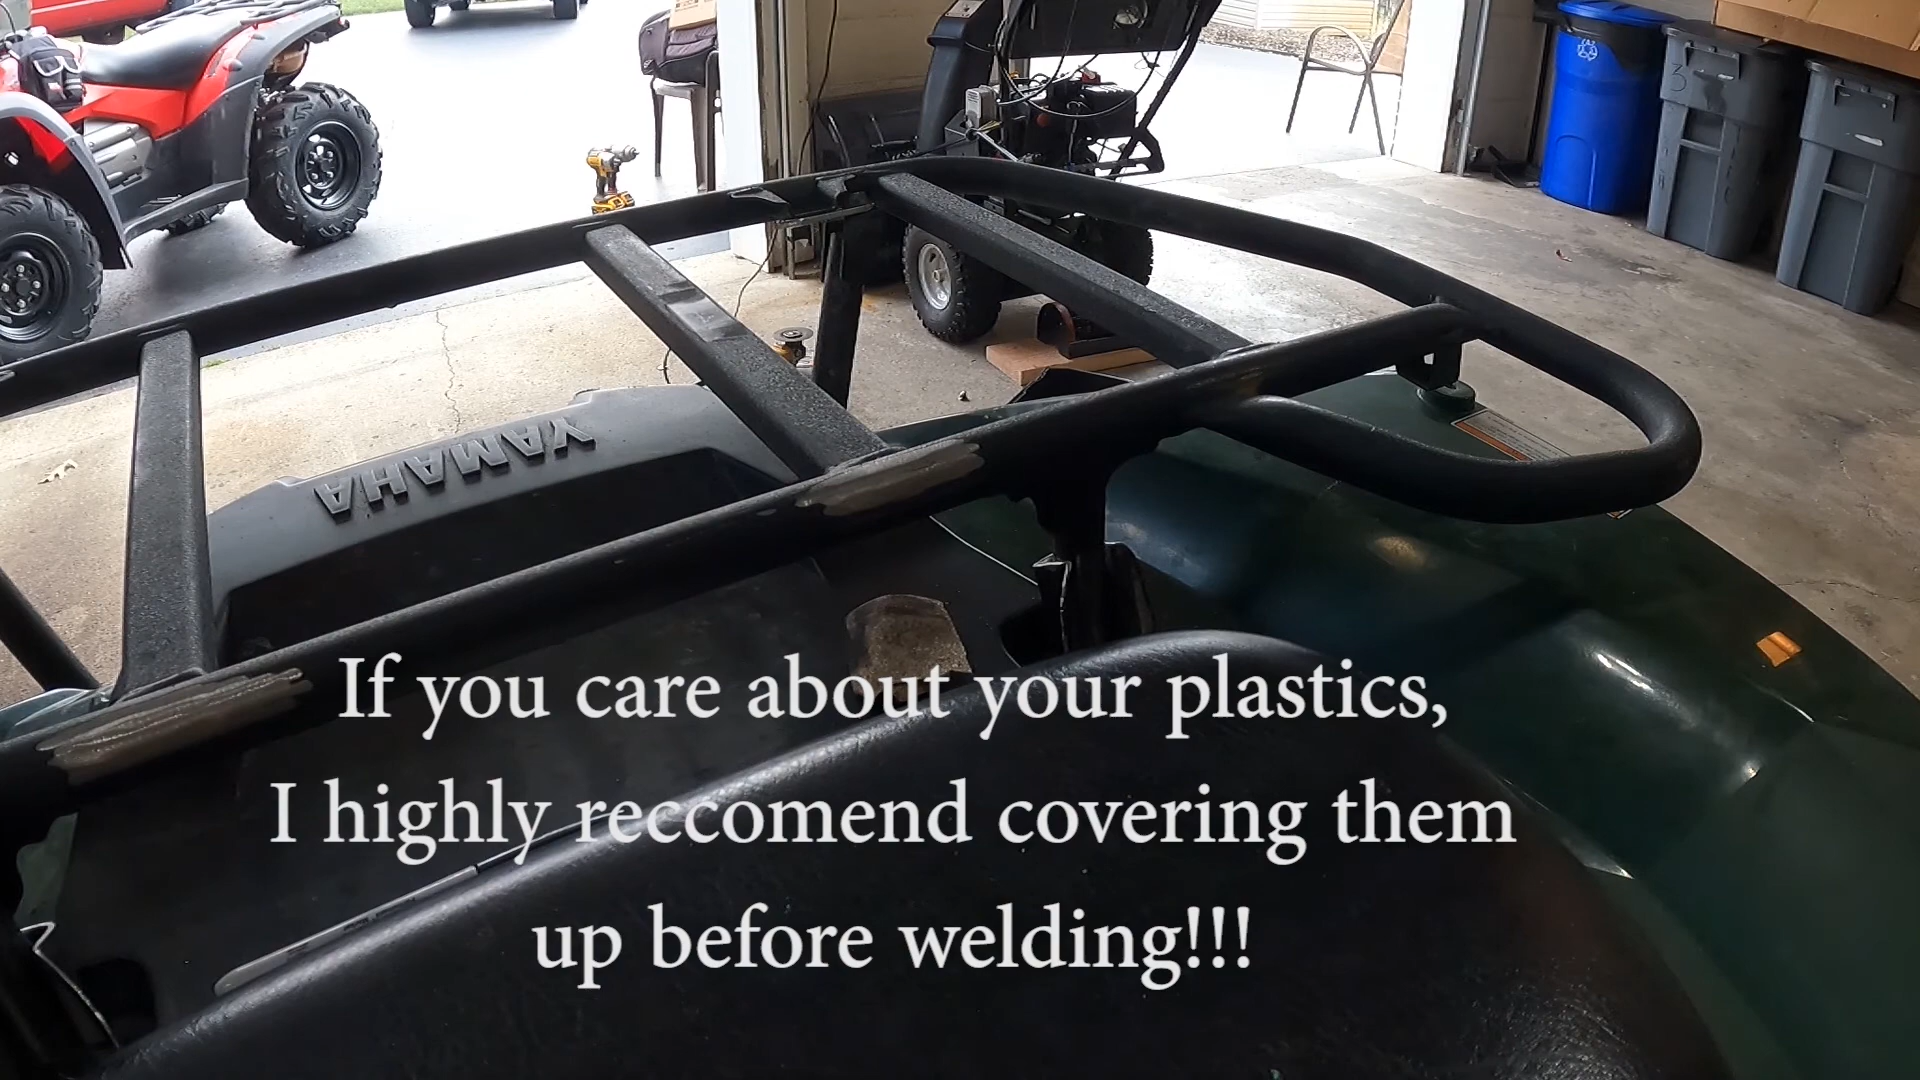 YAMAHA
If you care about your plastics,
I highly reccomend covering them
up before welding!!!